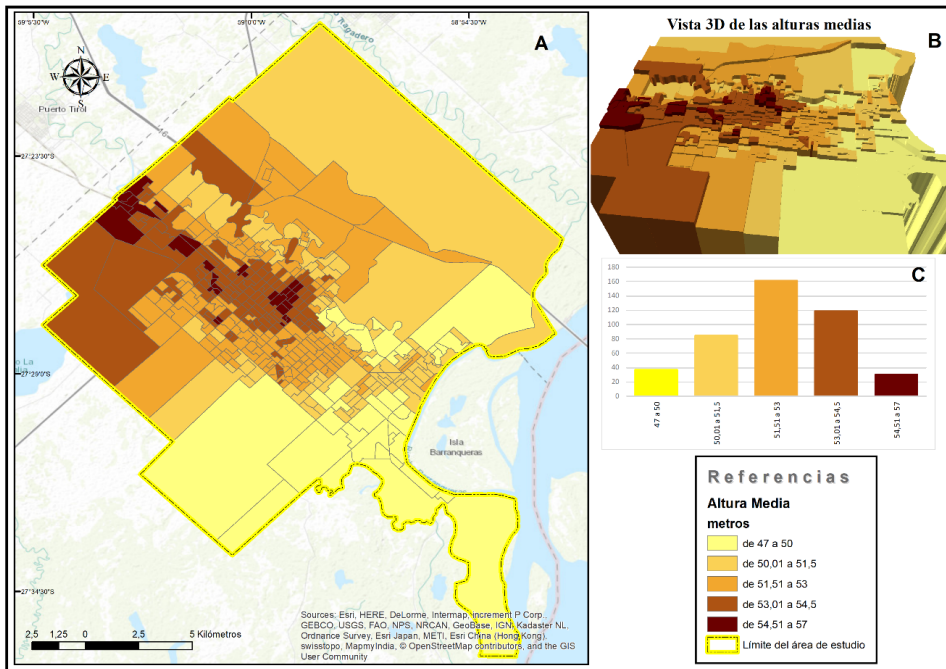 59°5'30"W
59°0'0"W
58°54'30"W
Ragadero
A
N
W E
S
Puerto Tirol
16
27°23'30"S
27°29'0"S
27°34'30"S
Isla
Barranqueras
2,5 1,25 0 2,5 5 Kilómetros
Sources: Esri, HERE, DeLorme, Intermap, increment P Corp.,
GEBCO, USGS, FAO, NPS, NRCAN, GeoBase, IGN, Kadaster NL,
Ordnance Survey, Esri Japan, METI, Esri China (Hong Kong),
swisstopo, MapmyIndia, © OpenStreetMap contributors, and the GIS
User Community
Vista 3D de las alturas medias
B
C
180
160
140
120
100
80
60
40
20
0
47 a 50
50,01 a 51,5
51,51 a 53
53,01 a 54,5
54,51 a 57
Referencias
Altura Media
metros
de 47 a 50
de 50,01 a 51,5
de 51,51 a 53
de 53,01 a 54,5
de 54,51 a 57
Límite del área de estudio